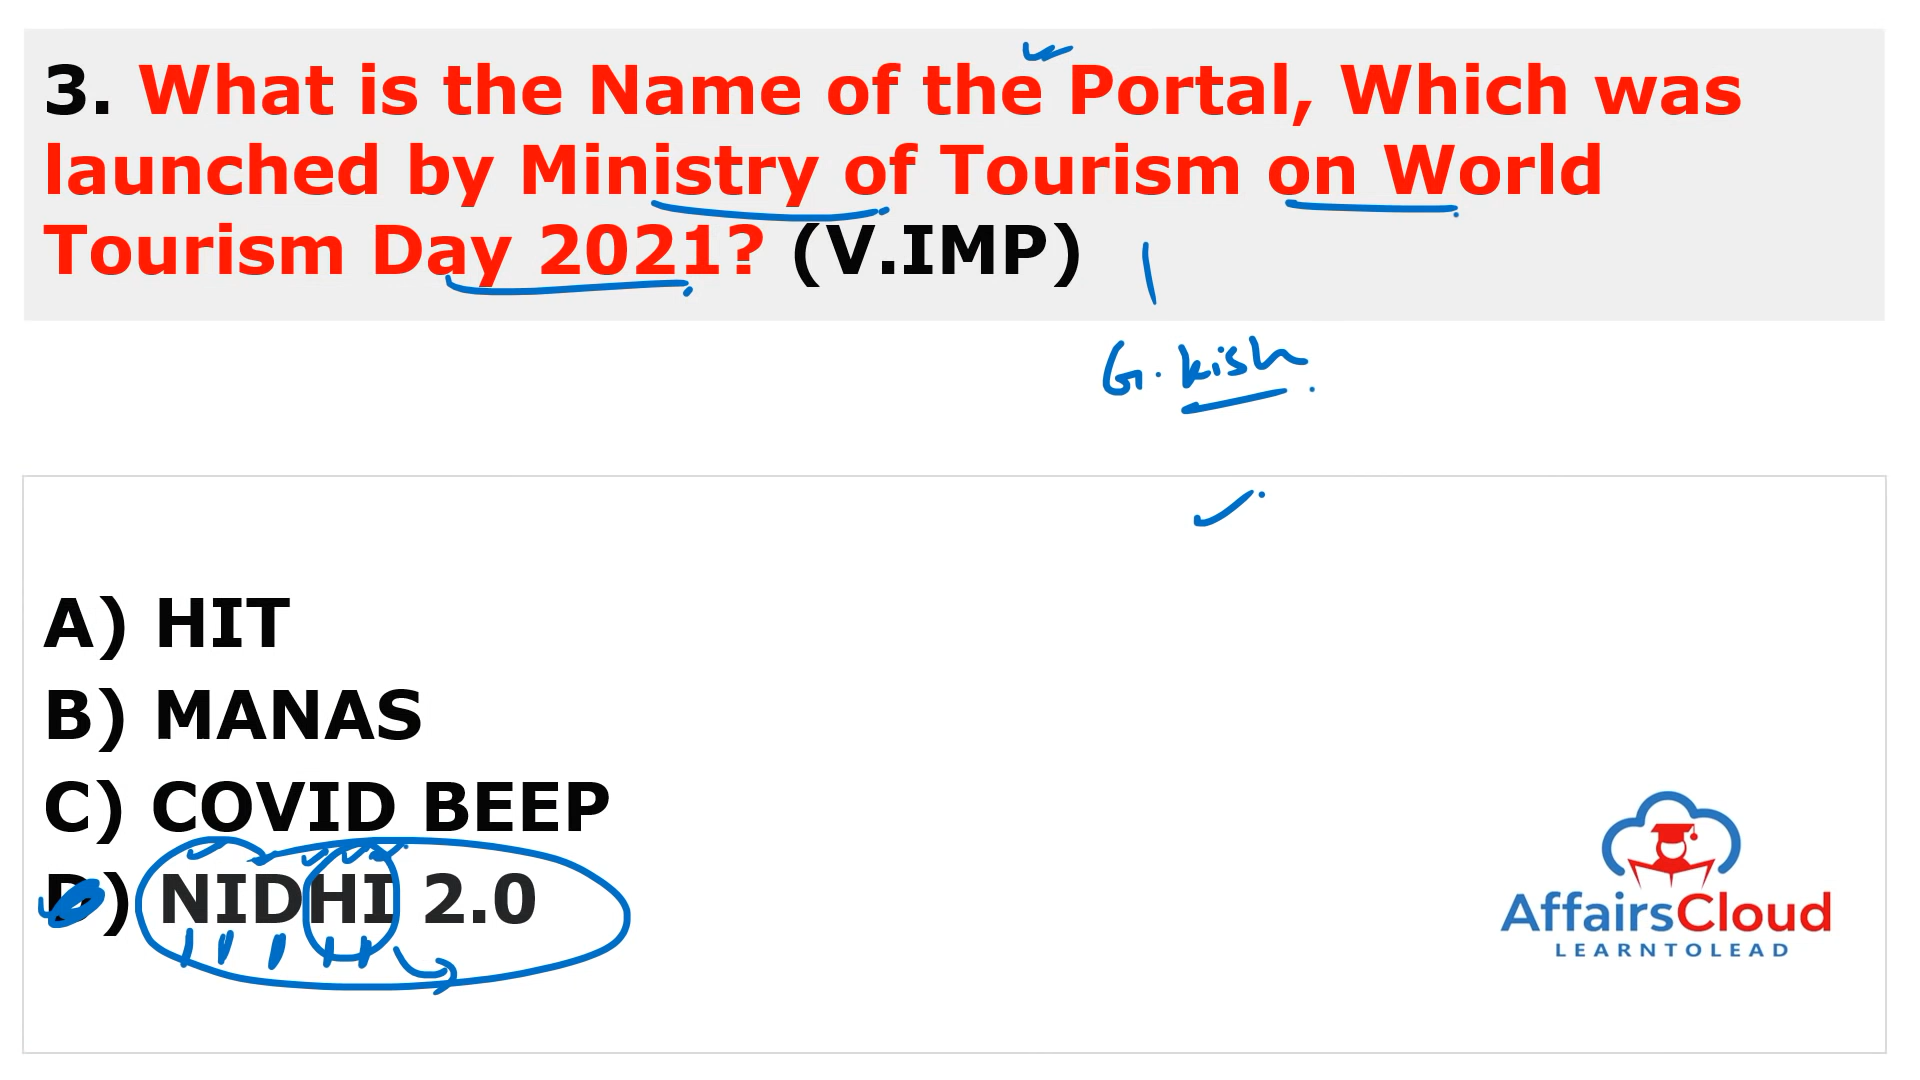 3. What is the Name of the Portal, Which was
launched by Ministry of Tourism on World
Tourism Day 2021? (V.IMP)
G. kish
A) HIT
B) MANAS
C) COVID BEEP
D) NIDHI 2.0
AffairsCloud
LEARNTOLEAD